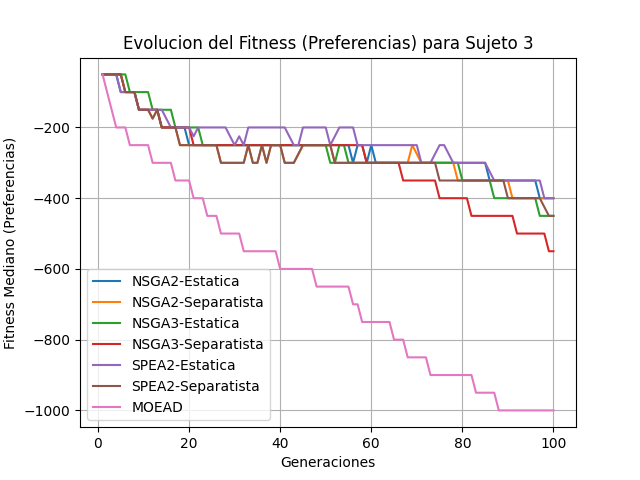 Evolucion del Fitness (Preferencias) para Sujeto 3
Fitness Mediano (Preferencias)
−200
−400
−600
−800
−1000
NSGA2-Estatica
NSGA2-Separatista
NSGA3-Estatica
NSGA3-Separatista
SPEA2-Estatica
SPEA2-Separatista
MOEAD
0 20 40 60 80 100
Generaciones